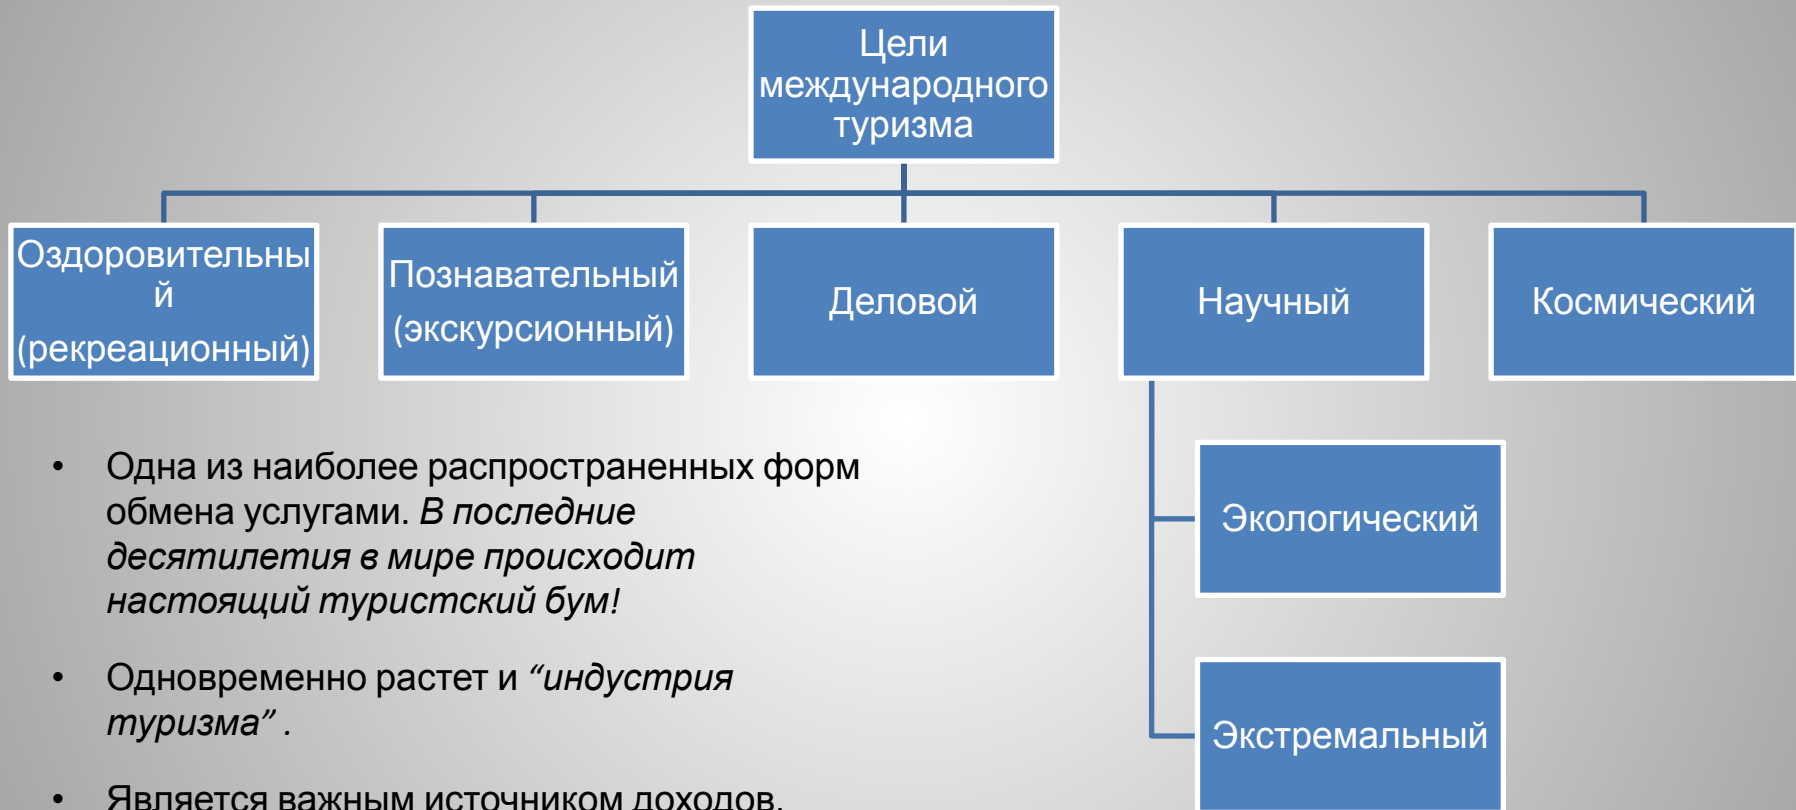 Цели
международного
туризма
Оздоровительны
й
(рекреационный)
Познавательный
(экскурсионный)
Деловой
Научный
Космический
• Одна из наиболее распространенных форм
обмена услугами. В последние
десятилетия в мире происходит
настоящий туристский бум!
• Одновременно растет и “индустрия
туризма” .
• Является важным источником доходов.
Экологический
Экстремальный